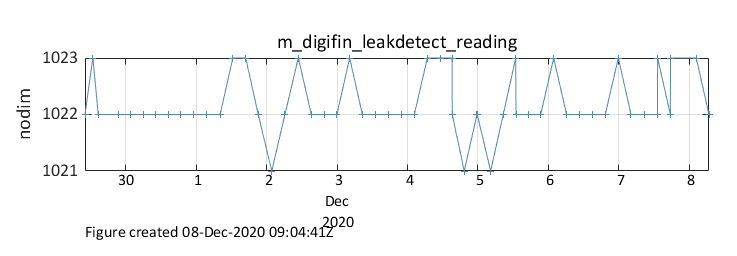 m_digifin_leakdetect_reading
1023
1022
1021
nodim
30 1 2 3 4 5 6 7 8
Dec
2020
Figure created 08-Dec-2020 09:04:41Z